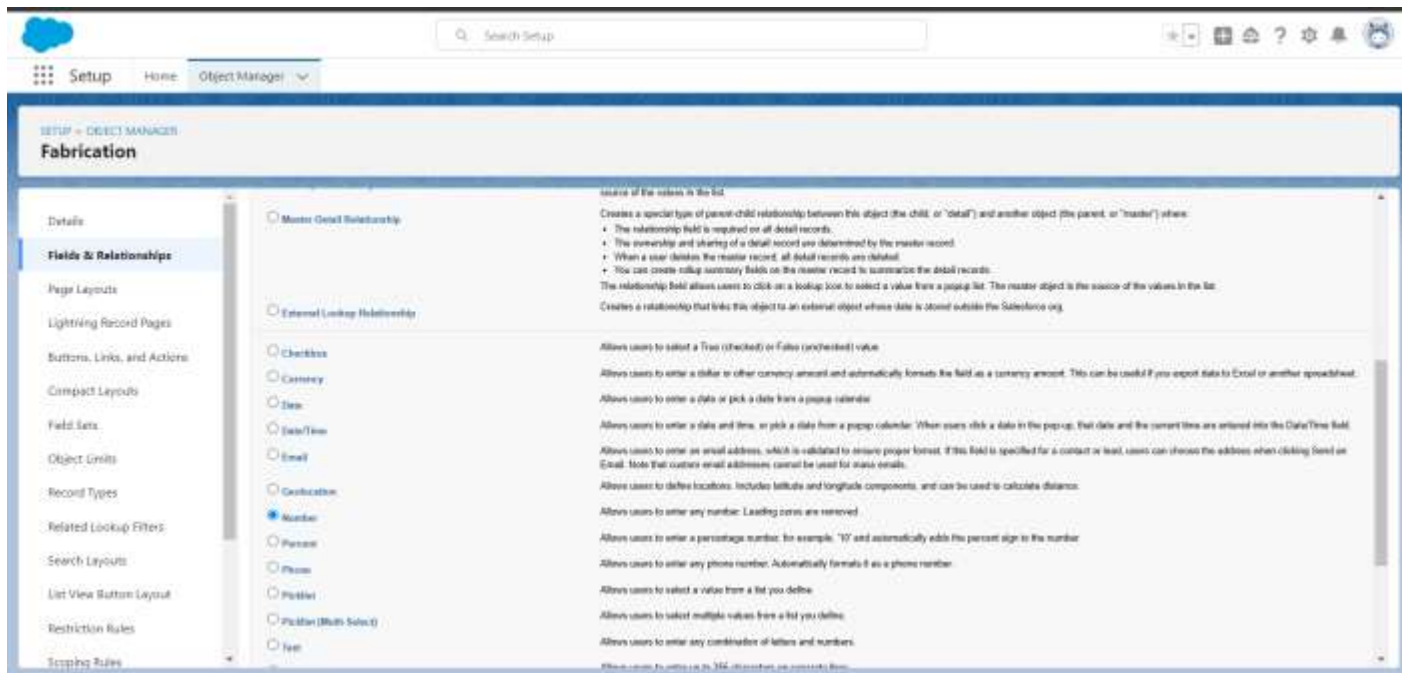 Search Setup
Setup
Home
Object Manager
SETUP > OBJECT MANAGER
Fabrication
Details
Fields & Relationships
Page Layouts
Lightning Record Pages
Buttons, Links, and Actions
Compact Layouts
Field Sets
Object Limits
Record Types
Related Lookup Filters
Search Layouts
List View Button Layout
Restriction Rules
Scoping Rules
source of the values in the list.
Master-Detail Relationship
Creates a special type of parent-child relationship between this object (the child, or "detail") and another object (the parent, or "master") where:
• The relationship field is required on all detail records.
• The ownership and sharing of a detail record are determined by the master record.
• When a user deletes the master record, all detail records are deleted.
• You can create rollup summary fields on the master record to summarize the detail records.
The relationship field allows users to click on a lookup icon to select a value from a popup list. The master object is the source of the values in the list.
External Lookup Relationship
Creates a relationship that links this object to an external object whose data is stored outside the Salesforce org.
Checkbox
Allows users to select a True (checked) or False (unchecked) value.
Currency
Allows users to enter a dollar or other currency amount and automatically formats the field as a currency amount. This can be useful if you export data to Excel or another spreadsheet.
Date
Allows users to enter a date or pick a date from a popup calendar.
Date/Time
Allows users to enter a date and time, or pick a date from a popup calendar. When users click a date in the pop-up, that date and the current time are entered into the Date/Time field.
Email
Allows users to enter an email address, which is validated to ensure proper format. If this field is specified for a contact or lead, users can choose the address when clicking Send an
Email. Note that custom email addresses cannot be used for mass emails.
Geolocation
Allows users to define locations. Includes latitude and longitude components, and can be used to calculate distance.
Number
Allows users to enter any number. Leading zeros are removed.
Percent
Allows users to enter a percentage number, for example, '10' and automatically adds the percent sign to the number.
Phone
Allows users to enter any phone number. Automatically formats it as a phone number.
Picklist
Allows users to select a value from a list you define.
Picklist (Multi-Select)
Allows users to select multiple values from a list you define.
Text
Allows users to enter any combination of letters and numbers.